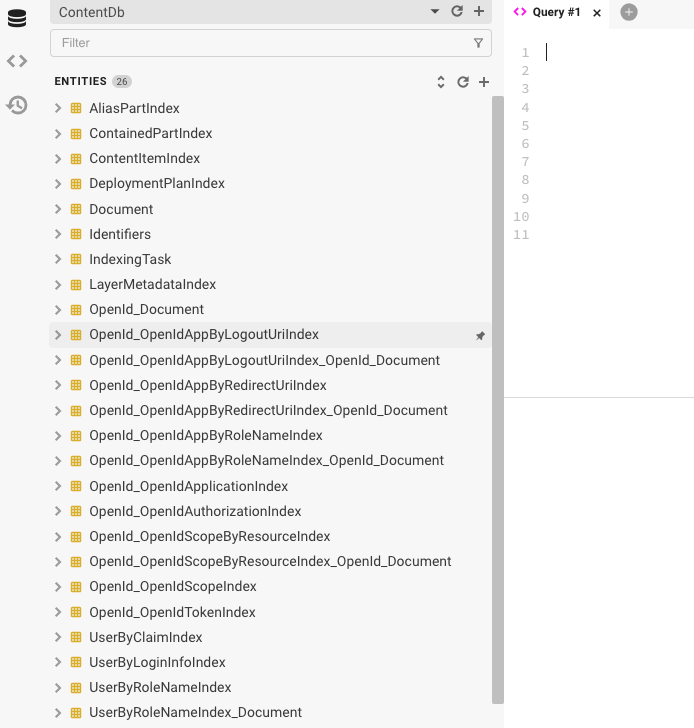 ContentDb
Filter
ENTITIES 26
AliasPartIndex
ContainedPartIndex
ContentItemIndex
DeploymentPlanIndex
Document
Identifiers
IndexingTask
LayerMetadataIndex
OpenId_Document
OpenId_OpenIdAppByLogoutUriIndex
OpenId_OpenIdAppByLogoutUriIndex_OpenId_Document
OpenId_OpenIdAppByRedirectUriIndex
OpenId_OpenIdAppByRedirectUriIndex_OpenId_Document
OpenId_OpenIdAppByRoleNameIndex
OpenId_OpenIdAppByRoleNameIndex_OpenId_Document
OpenId_OpenIdApplicationIndex
OpenId_OpenIdAuthorizationIndex
OpenId_OpenIdScopeByResourceIndex
OpenId_OpenIdScopeByResourceIndex_OpenId_Document
OpenId_OpenIdScopeIndex
OpenId_OpenIdTokenIndex
UserByClaimIndex
UserByLoginInfoIndex
UserByRoleNameIndex
UserByRoleNameIndex_Document
Query #1
1
2
3
4
5
6
7
8
9
10
11